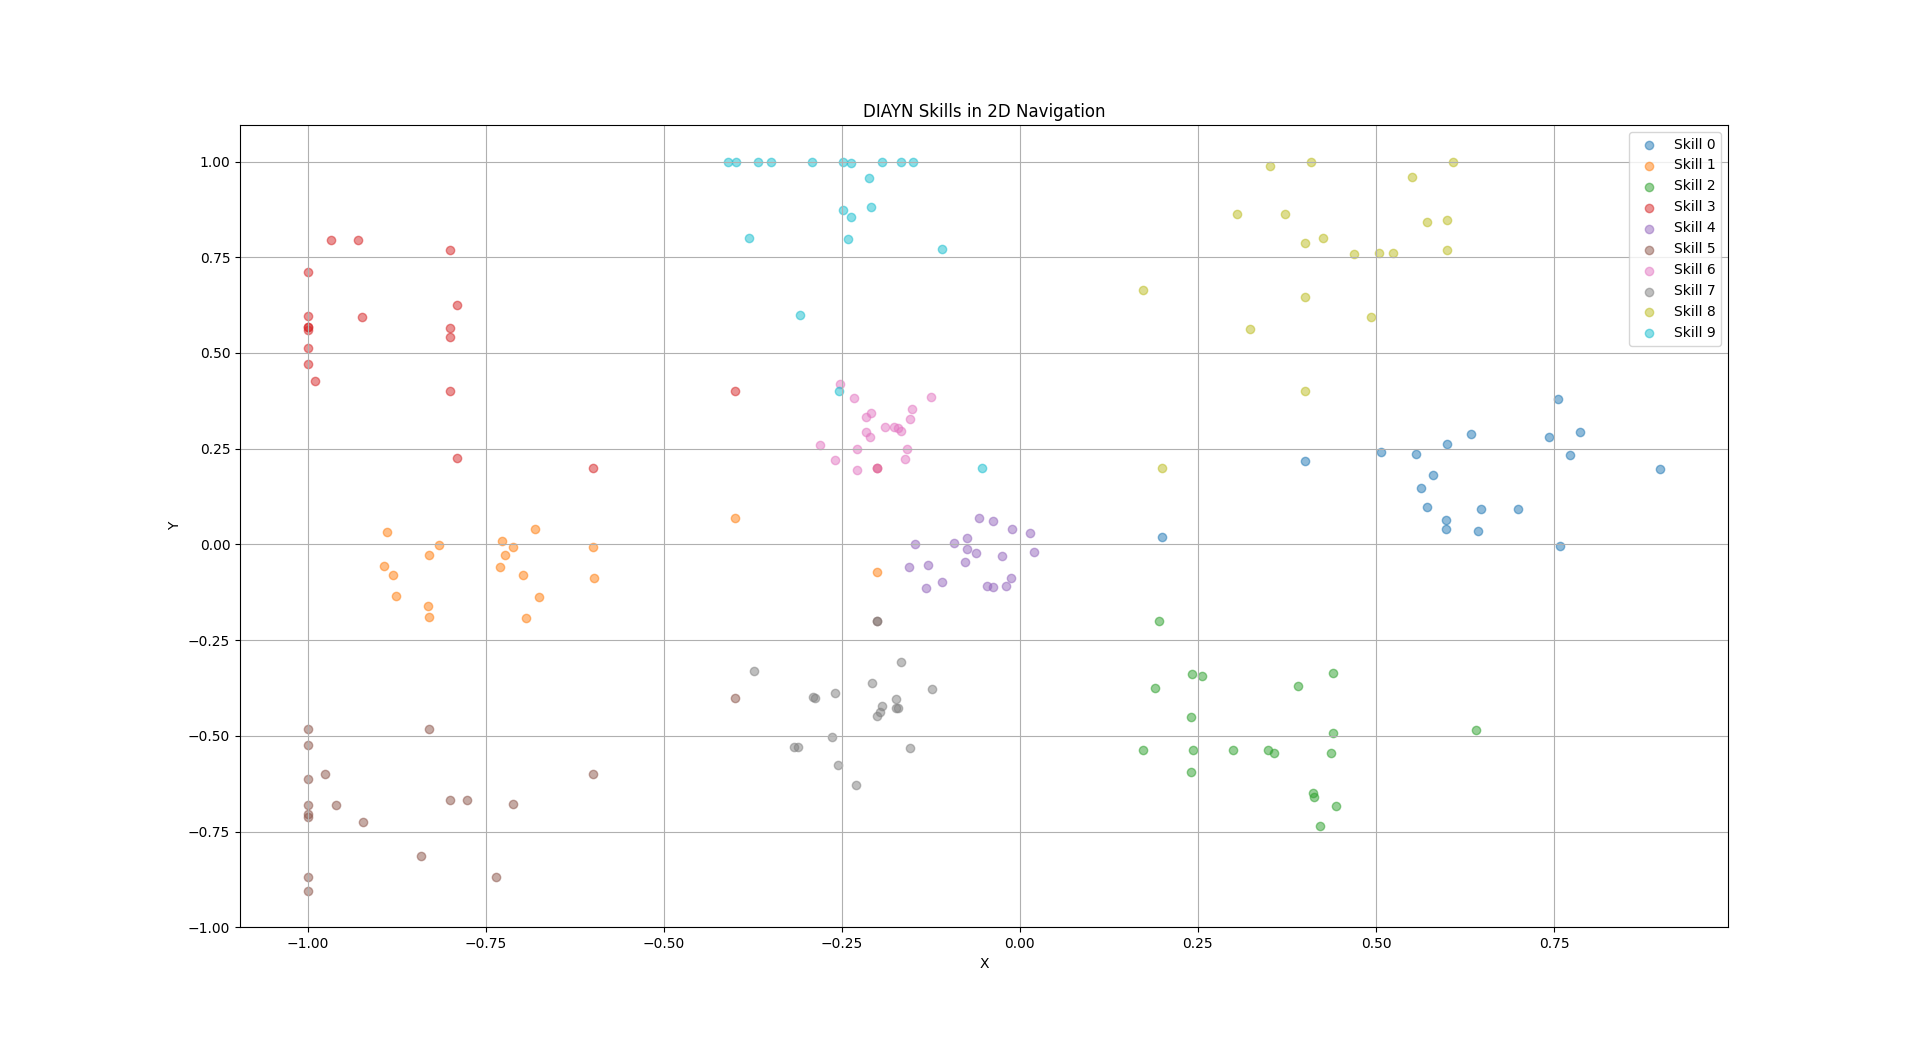 DIAYN Skills in 2D Navigation
Skill 0
Skill 1
Skill 2
Skill 3
Skill 4
Skill 5
Skill 6
Skill 7
Skill 8
Skill 9
1.00
0.75
0.50
0.25
0.00
−0.25
−0.50
−0.75
−1.00
Y
−1.00 −0.75 −0.50 −0.25 0.00 0.25 0.50 0.75
X